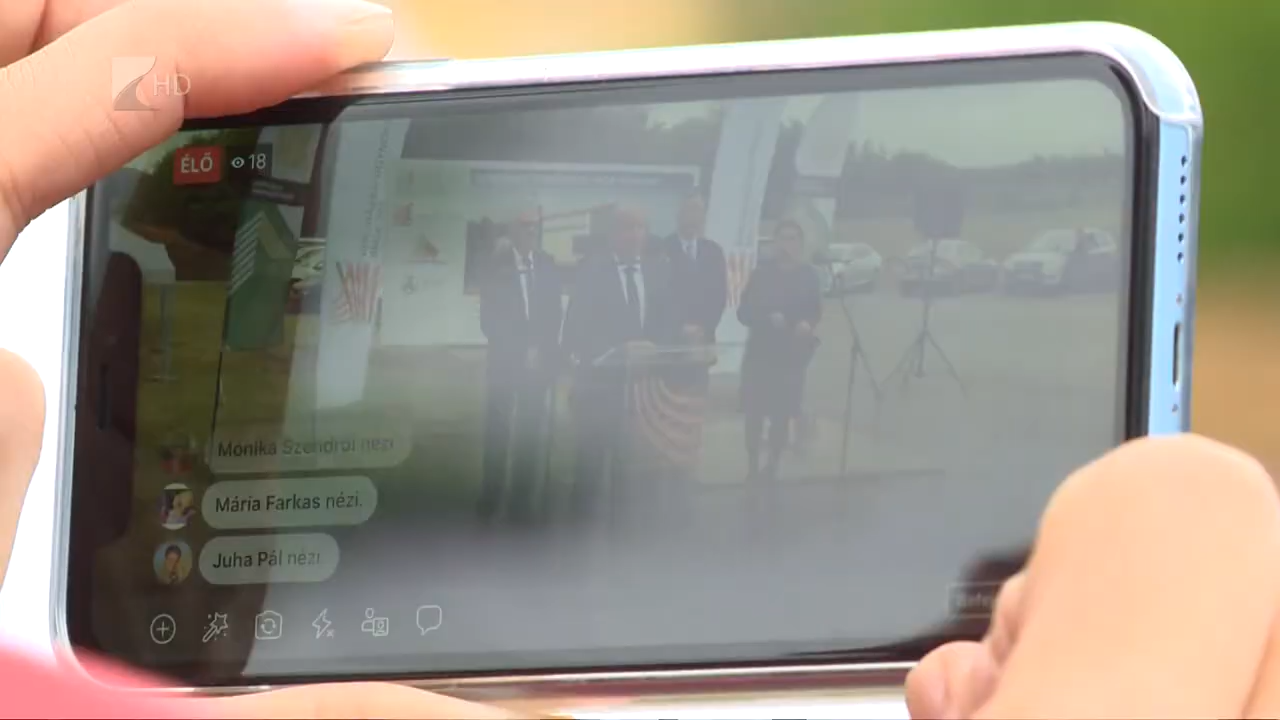 HD
ÉLŐ 18
Monika Szendrői nézi
Mária Farkas nézi.
Juha Pál nézi